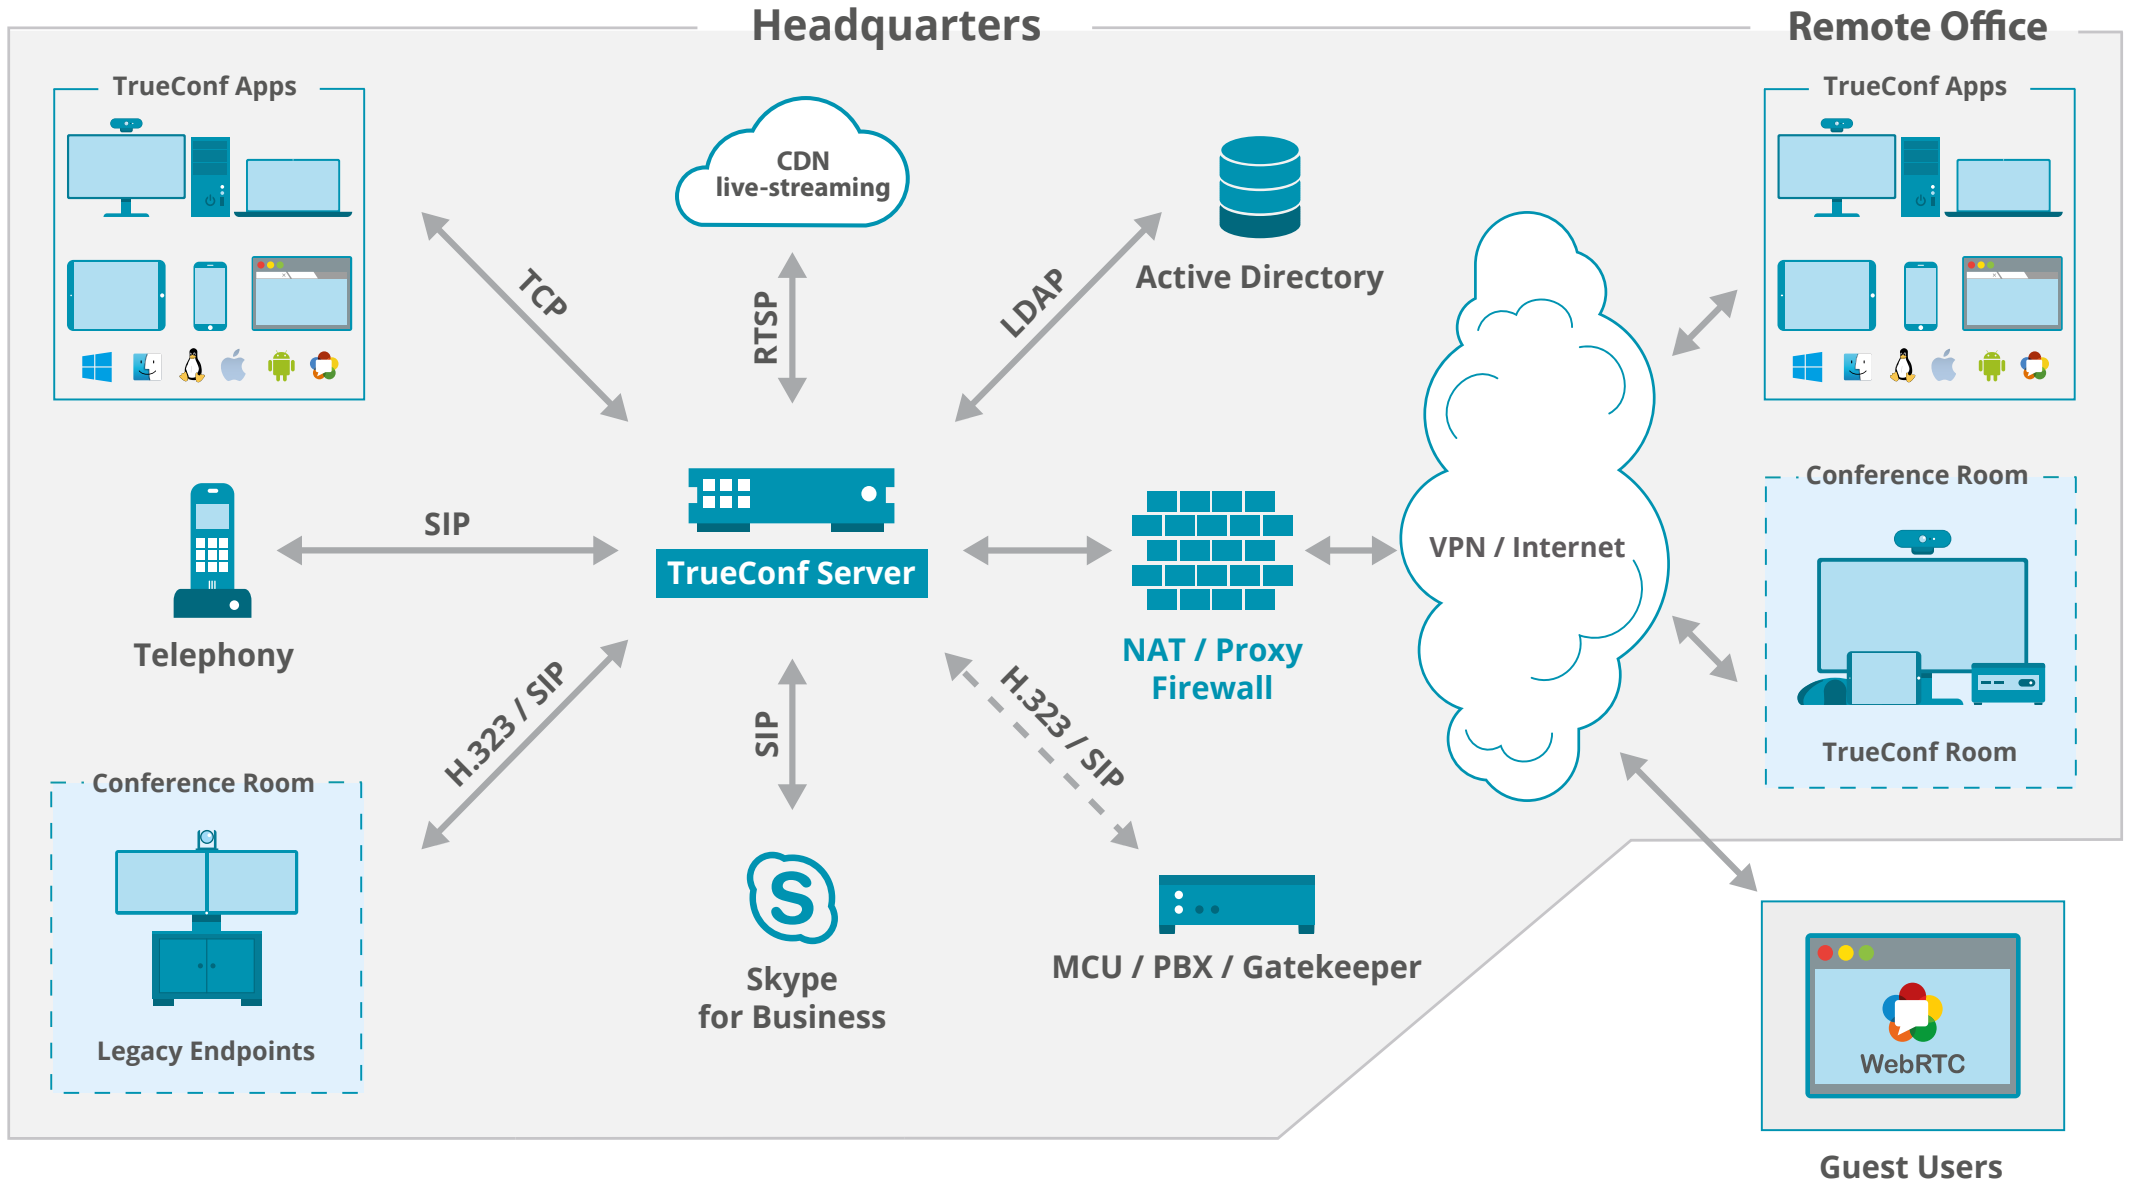 Headquarters
Remote Office
TrueConf Apps
TrueConf Apps
CDN
live-streaming
Active Directory
TCP
RTSP
LDAP
SIP
TrueConf Server
VPN / Internet
Conference Room
Telephony
NAT / Proxy
Firewall
H.323 / SIP
SIP
H.323 / SIP
TrueConf Room
Conference Room
Legacy Endpoints
Skype
for Business
MCU / PBX / Gatekeeper
WebRTC
Guest Users